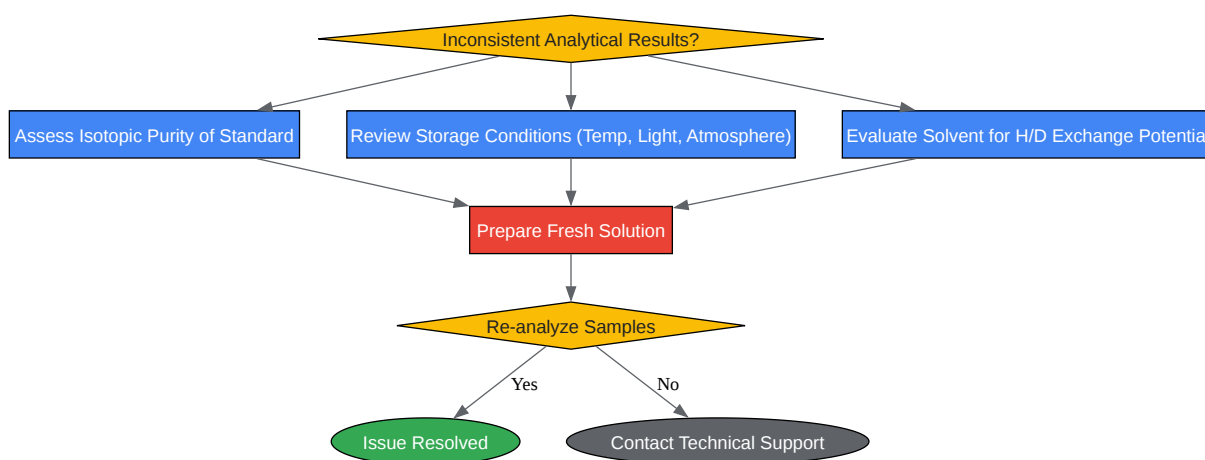 Inconsistent Analytical Results?
Assess Isotopic Purity of Standard
Review Storage Conditions (Temp, Light, Atmosphere)
Evaluate Solvent for H/D Exchange Potential
Prepare Fresh Solution
Re-analyze Samples
Yes
No
Issue Resolved
Contact Technical Support